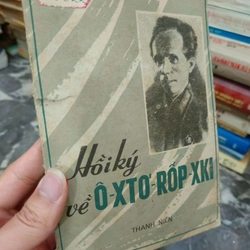 Hồi ký
về Ô-XTƠ-RỐP-XKI
THANH NIÊN